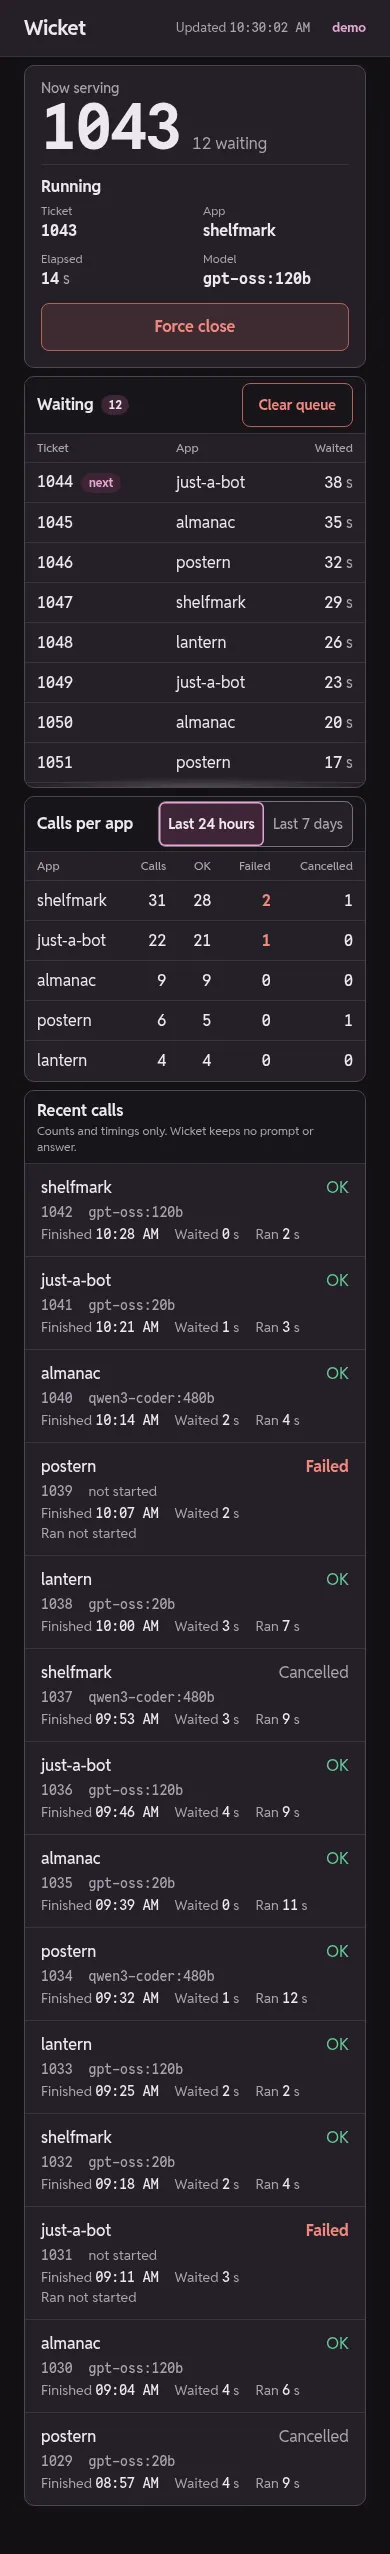 Wicket Updated 10:30:02 AM demo
Now serving
1043 12 waiting
Running
Ticket App
1043 shelfmark
Elapsed Model
14 s gpt-oss:120b
Force close
Waiting 12 Clear queue
Ticket App Waited
1044 next just-a-bot 38 s
1045 almanac 35 s
1046 postern 32 s
1047 shelfmark 29 s
1048 lantern 26 s
1049 just-a-bot 23 s
1050 almanac 20 s
1051 postern 17 s
Calls per app Last 24 hours Last 7 days
App Calls OK Failed Cancelled
shelfmark 31 28 2 1
just-a-bot 22 21 1 0
almanac 9 9 0 0
postern 6 5 0 1
lantern 4 4 0 0
Recent calls
Counts and timings only. Wicket keeps no prompt or
answer.
shelfmark OK
1042 gpt-oss:120b
Finished 10:28 AM Waited 0 s Ran 2 s
just-a-bot OK
1041 gpt-oss:20b
Finished 10:21 AM Waited 1 s Ran 3 s
almanac OK
1040 qwen3-coder:480b
Finished 10:14 AM Waited 2 s Ran 4 s
postern Failed
1039 not started
Finished 10:07 AM Waited 2 s
Ran not started
lantern OK
1038 gpt-oss:20b
Finished 10:00 AM Waited 3 s Ran 7 s
shelfmark Cancelled
1037 qwen3-coder:480b
Finished 09:53 AM Waited 3 s Ran 9 s
just-a-bot OK
1036 gpt-oss:120b
Finished 09:46 AM Waited 4 s Ran 9 s
almanac OK
1035 gpt-oss:20b
Finished 09:39 AM Waited 0 s Ran 11 s
postern OK
1034 qwen3-coder:480b
Finished 09:32 AM Waited 1 s Ran 12 s
lantern OK
1033 gpt-oss:120b
Finished 09:25 AM Waited 2 s Ran 2 s
shelfmark OK
1032 gpt-oss:20b
Finished 09:18 AM Waited 2 s Ran 4 s
just-a-bot Failed
1031 not started
Finished 09:11 AM Waited 3 s
Ran not started
almanac OK
1030 gpt-oss:120b
Finished 09:04 AM Waited 4 s Ran 6 s
postern Cancelled
1029 gpt-oss:20b
Finished 08:57 AM Waited 4 s Ran 9 s